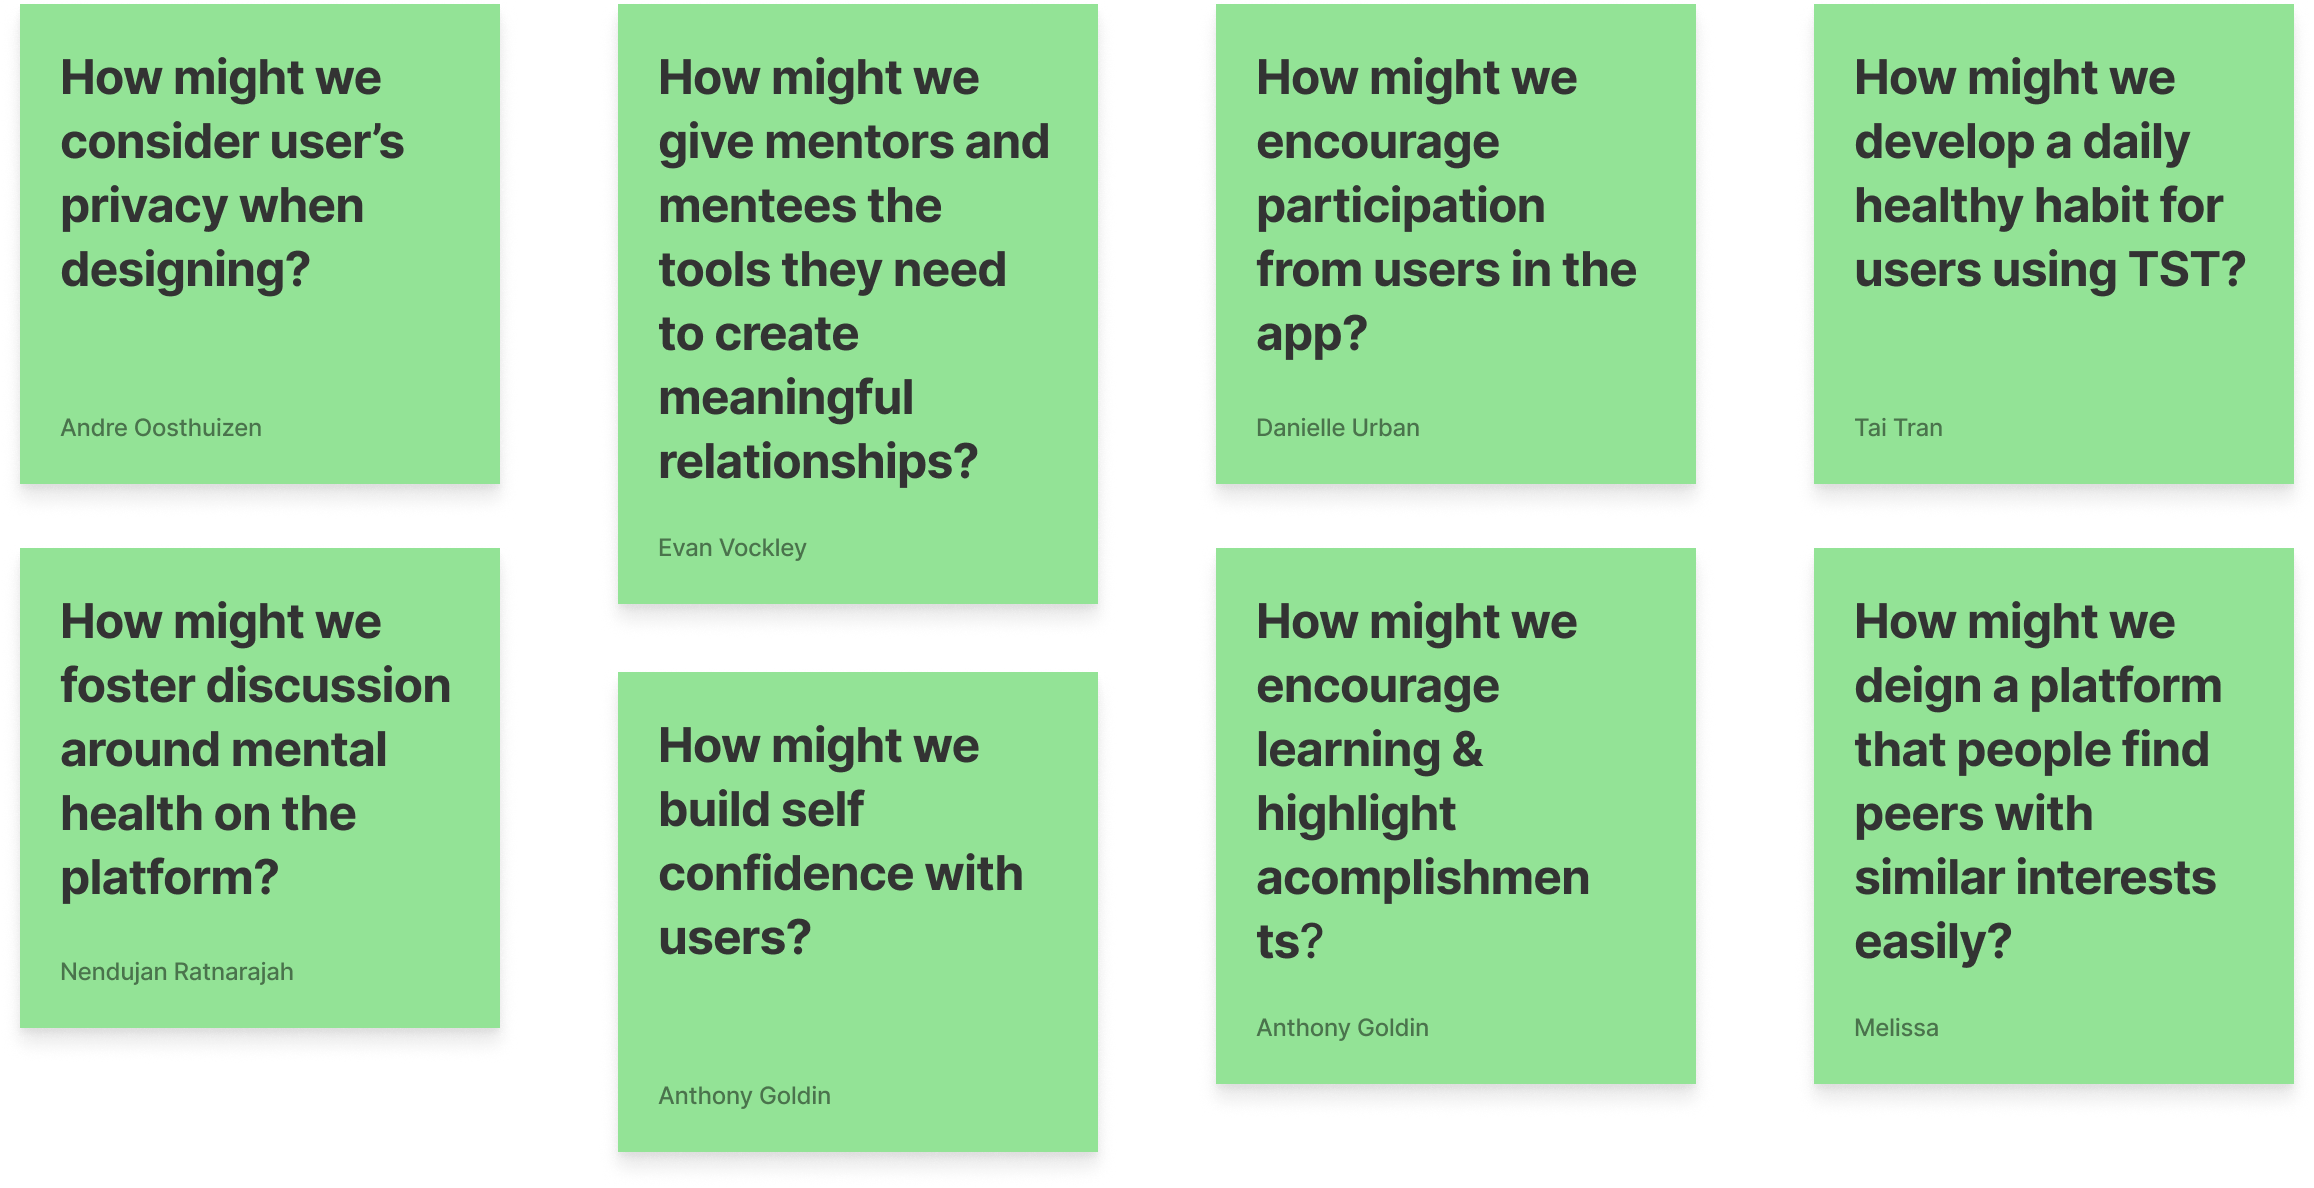 How might we
consider user’s
privacy when
designing?
Andre Oosthuizen
How might we
give mentors and
mentees the
tools they need
to create
meaningful
relationships?
Evan Vockley
How might we
encourage
participation
from users in the
app?
Danielle Urban
How might we
develop a daily
healthy habit for
users using TST?
Tai Tran
How might we
foster discussion
around mental
health on the
platform?
Nendujan Ratnarajah
How might we
build self
confidence with
users?
Anthony Goldin
How might we
encourage
learning &
highlight
acomplishmen
ts?
Anthony Goldin
How might we
deign a platform
that people find
peers with
similar interests
easily?
Melissa